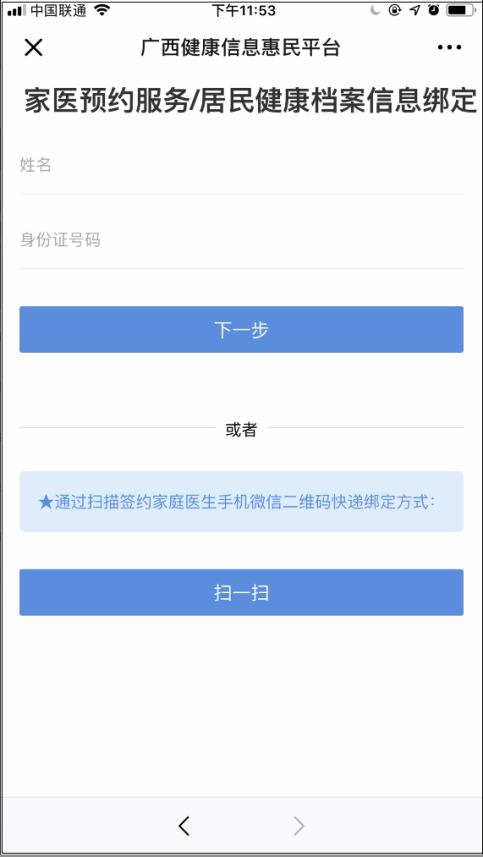 中国联通
下午11:53
广西健康信息惠民平台
家医预约服务/居民健康档案信息绑定
姓名
身份证号码
下一步
或者
★通过扫描签约家庭医生手机微信二维码快递绑定方式：
扫一扫